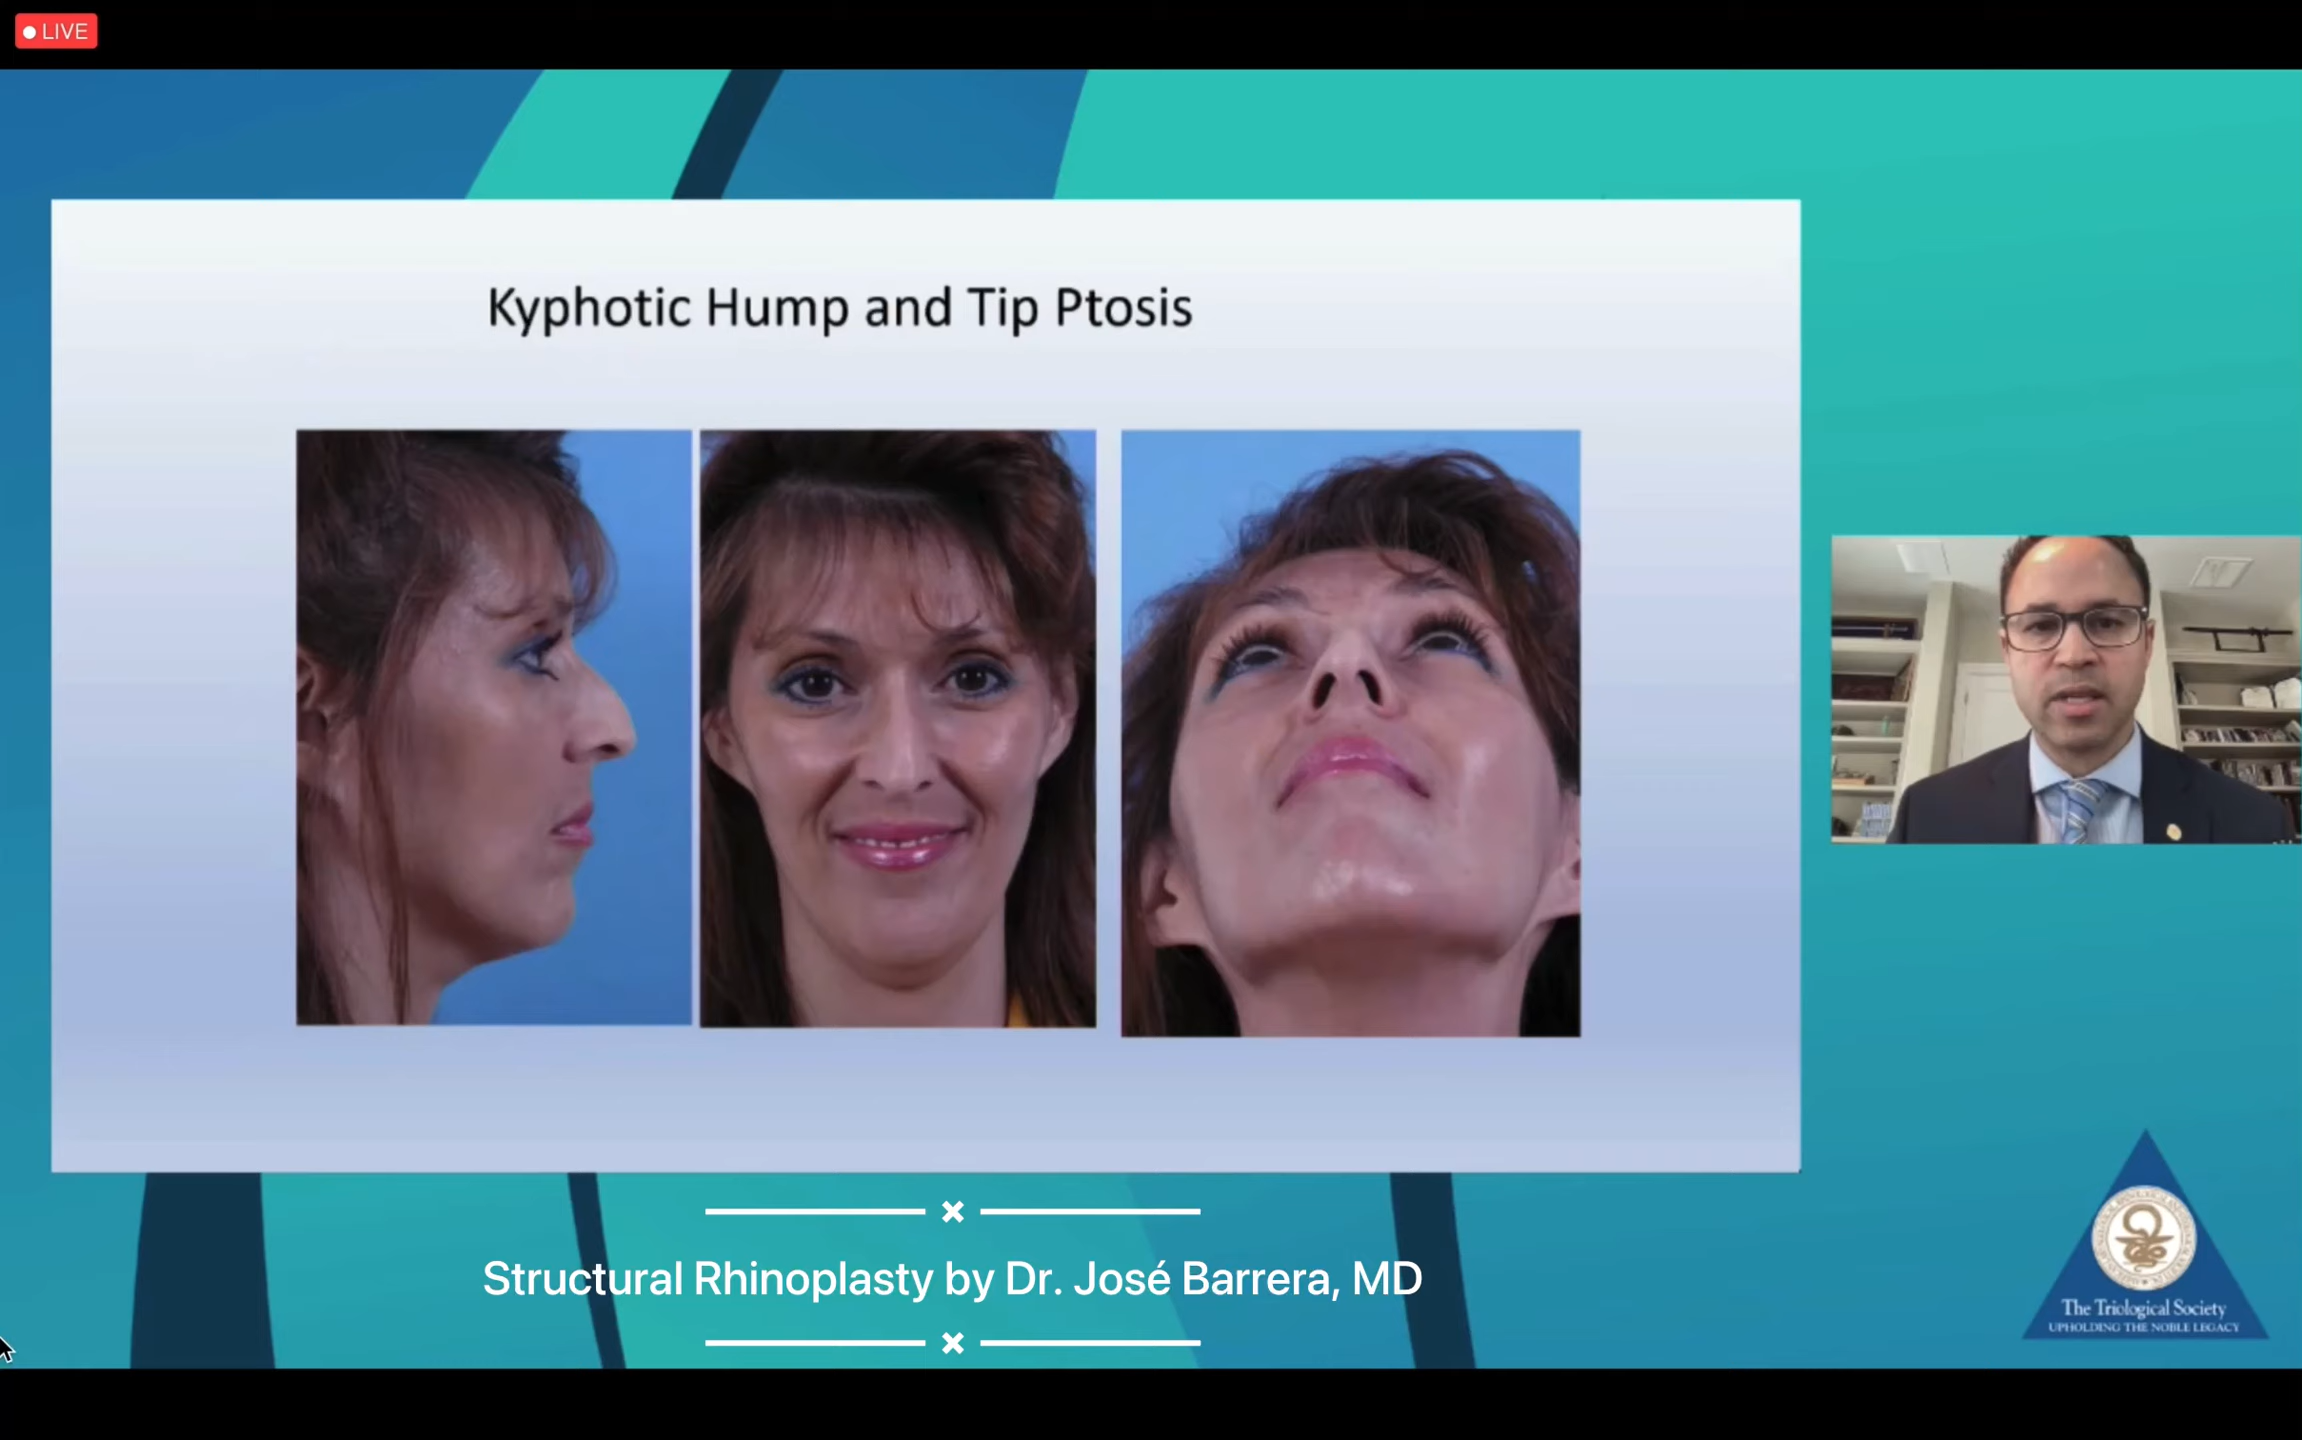 LIVE
Kyphotic Hump and Tip Ptosis
Structural Rhinoplasty by Dr. José Barrera, MD
The Triological Society
UPHOLDING THE NOBLE LEGACY